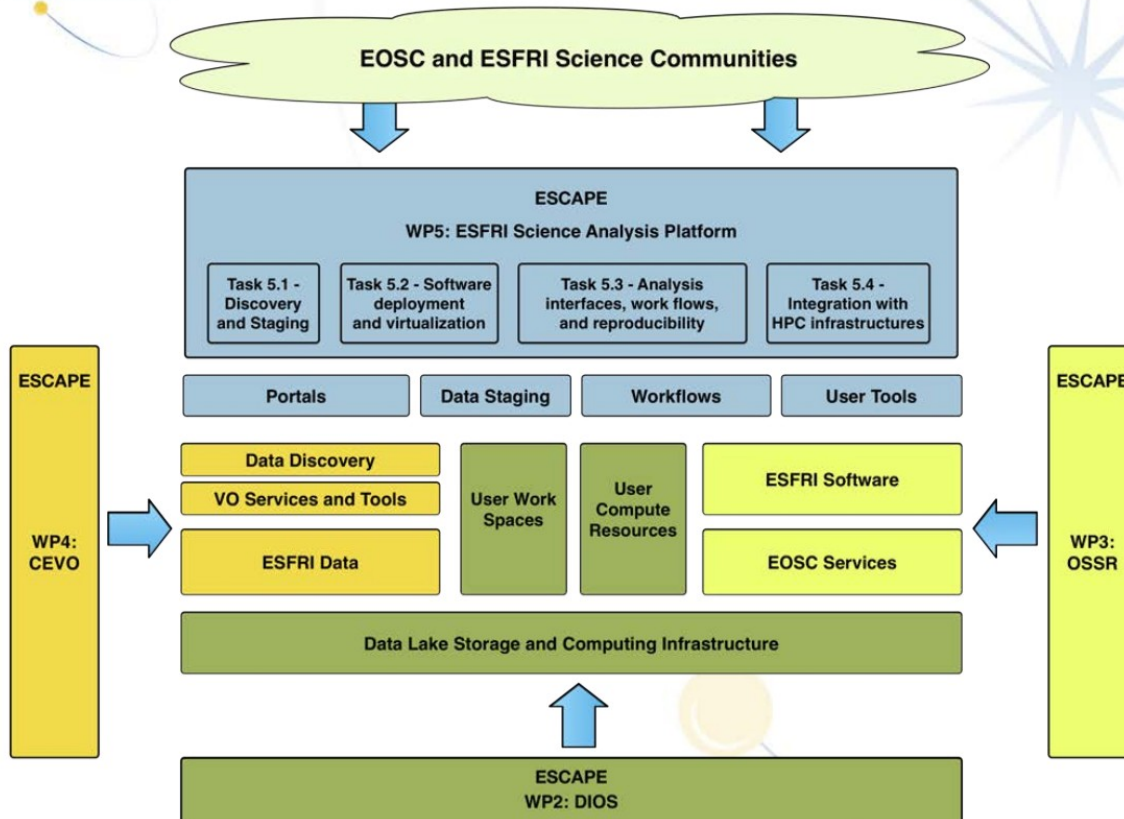 EOSC and ESFRI Science Communities
ESCAPE
WP5: ESFRI Science Analysis Platform
Task 5.1 -
Discovery
and Staging
Task 5.2 - Software
deployment
and virtualization
Task 5.3 - Analysis
interfaces, work flows,
and reproducibility
Task 5.4 -
Integration with
HPC infrastructures
Portals
Data Staging
Workflows
User Tools
ESCAPE
WP4:
CEVO
Data Discovery
VO Services and Tools
ESFRI Data
User Work
Spaces
User
Compute
Resources
ESFRI Software
EOSC Services
ESCAPE
WP3:
OSSR
Data Lake Storage and Computing Infrastructure
ESCAPE
WP2: DIOS